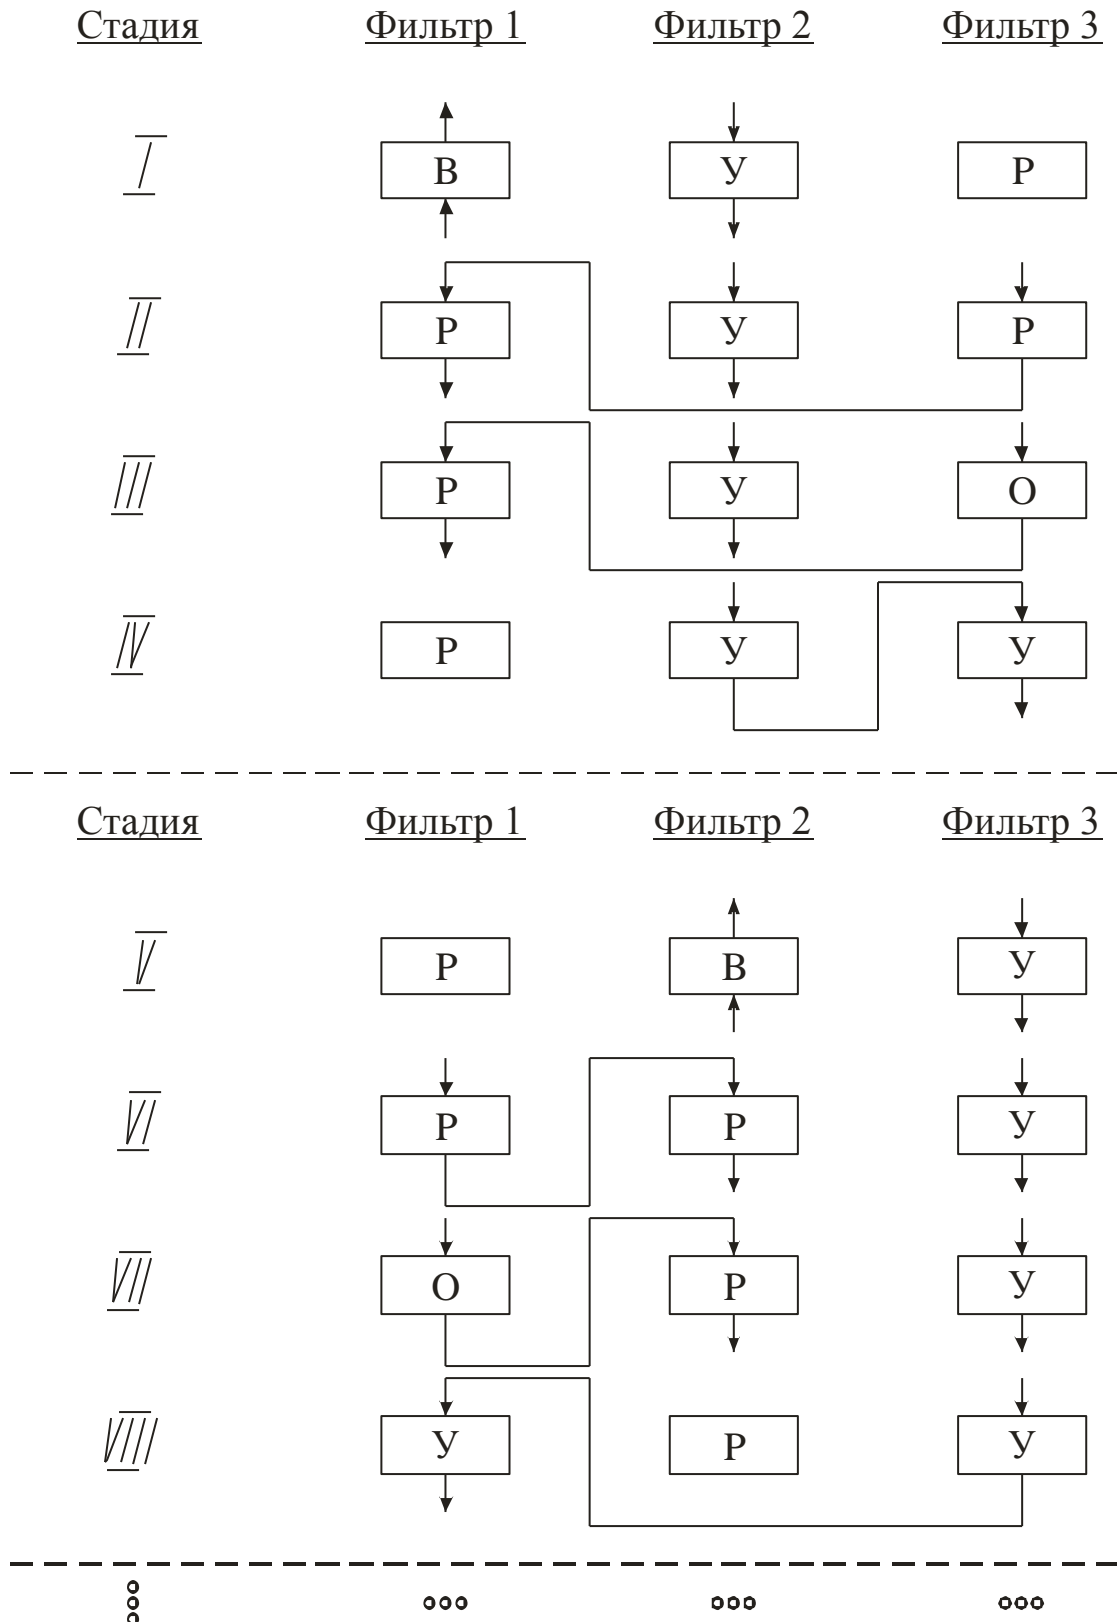 Стадия Фильтр 1 Фильтр 2 Фильтр 3
I В У Р
II Р У Р
III Р У О
IV Р У У
Стадия Фильтр 1 Фильтр 2 Фильтр 3
V Р В У
VI Р Р У
VII О Р У
VIII У Р У